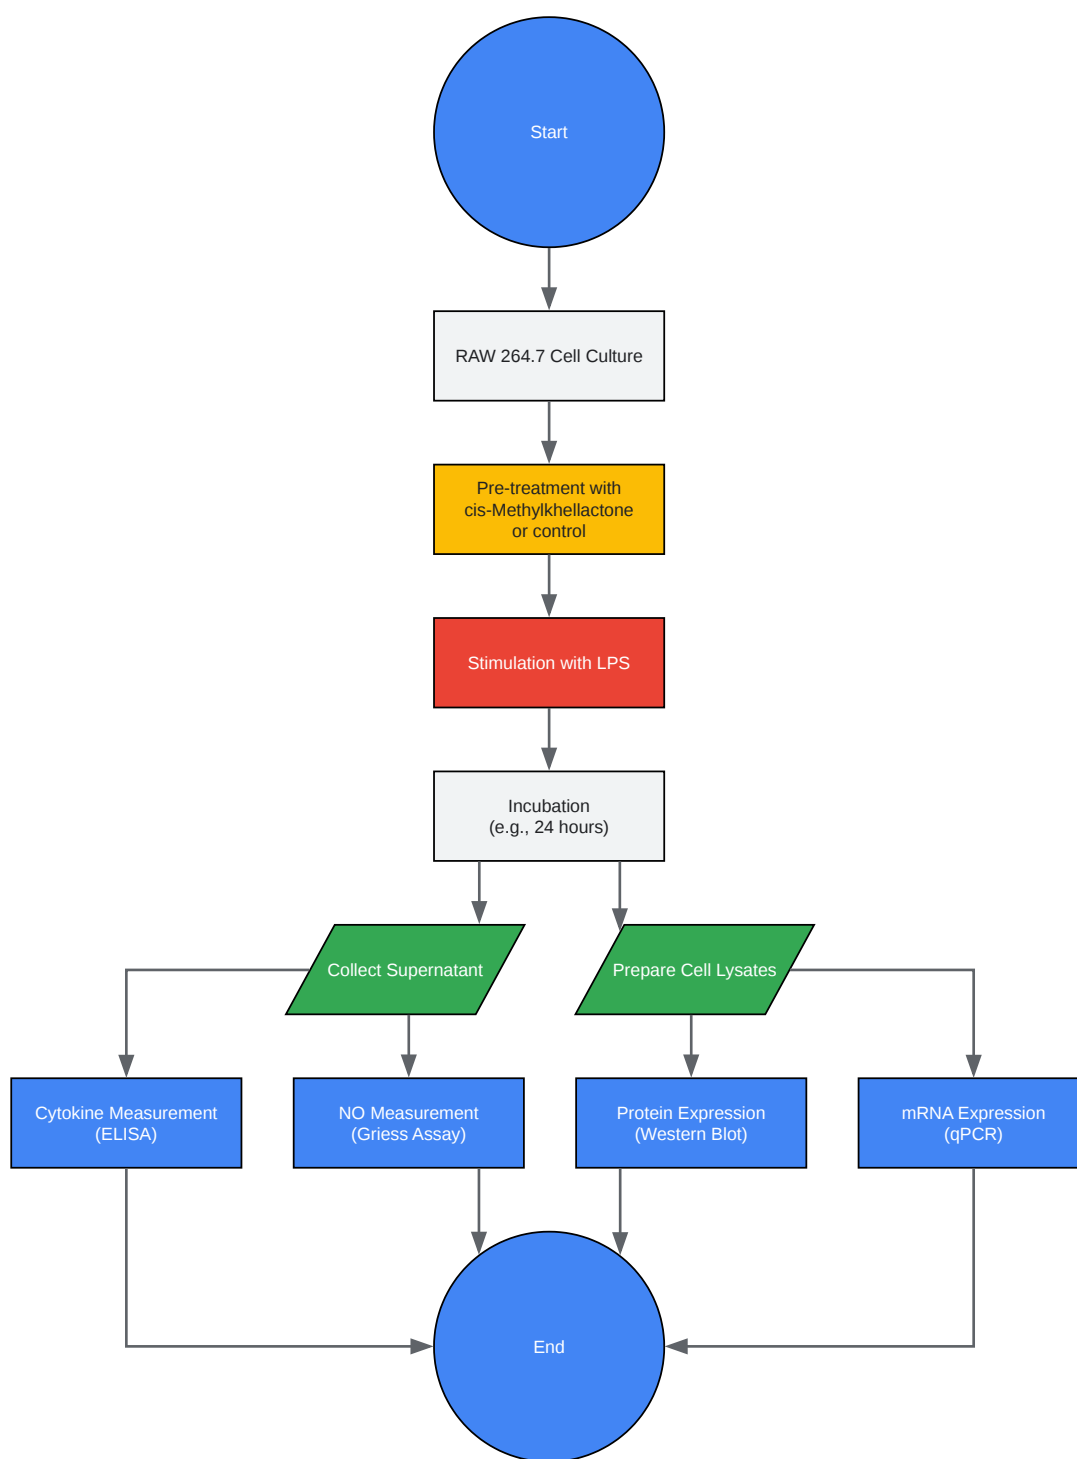 Start
RAW 264.7 Cell Culture
Pre-treatment with
cis-Methylkhellactone
or control
Stimulation with LPS
Incubation
(e.g., 24 hours)
Collect Supernatant
Prepare Cell Lysates
Cytokine Measurement
(ELISA)
NO Measurement
(Griess Assay)
Protein Expression
(Western Blot)
mRNA Expression
(qPCR)
End